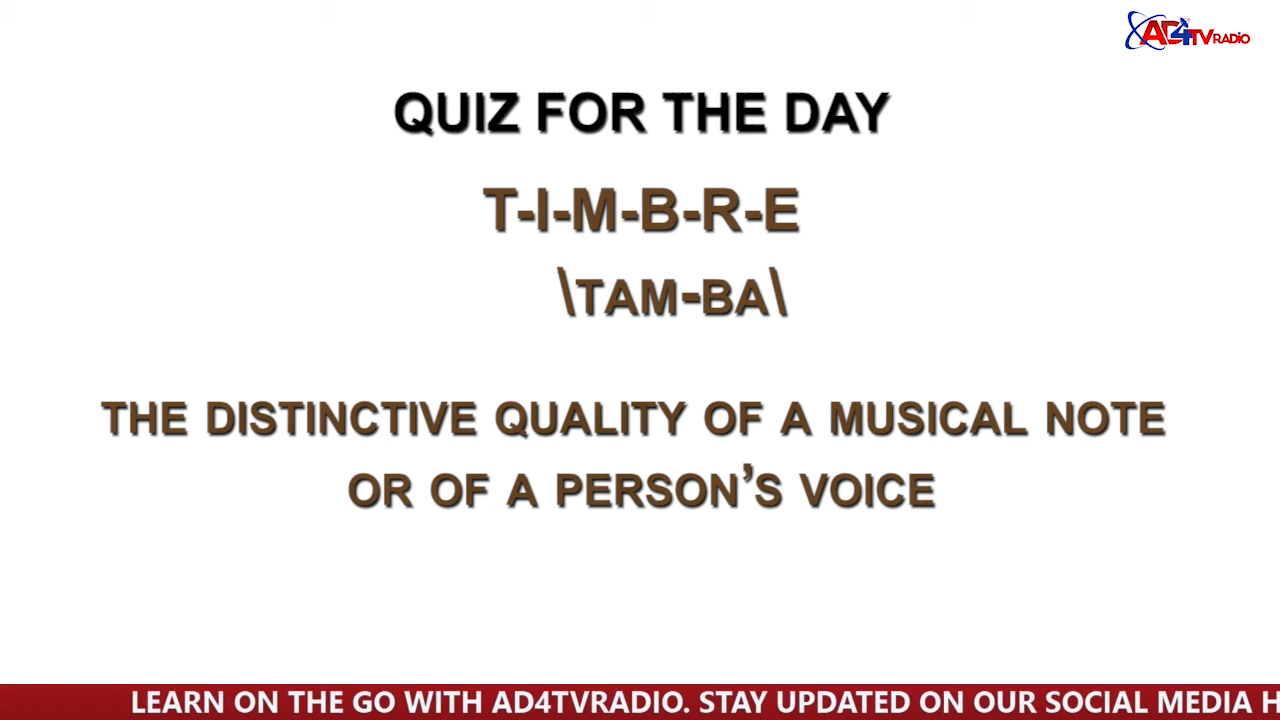 AD4TVRADIO
QUIZ FOR THE DAY
T-I-M-B-R-E
\TAM-BA\
THE DISTINCTIVE QUALITY OF A MUSICAL NOTE
OR OF A PERSON’S VOICE
LEARN ON THE GO WITH AD4TVRADIO. STAY UPDATED ON OUR SOCIAL MEDIA H